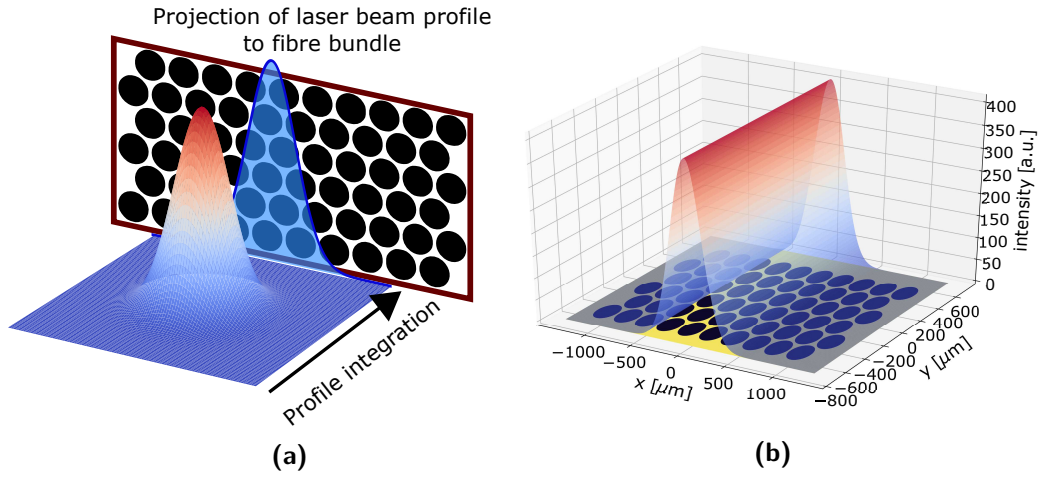 Projection of laser beam profile
to fibre bundle
Profile integration
(a)
400
350
300
250
200
150
100
50
0
intensity [a.u.]
−1000
−500
0
500
1000
x [μm]
−800
−600
−400
−200
0
200
400
600
y [μm]
(b)